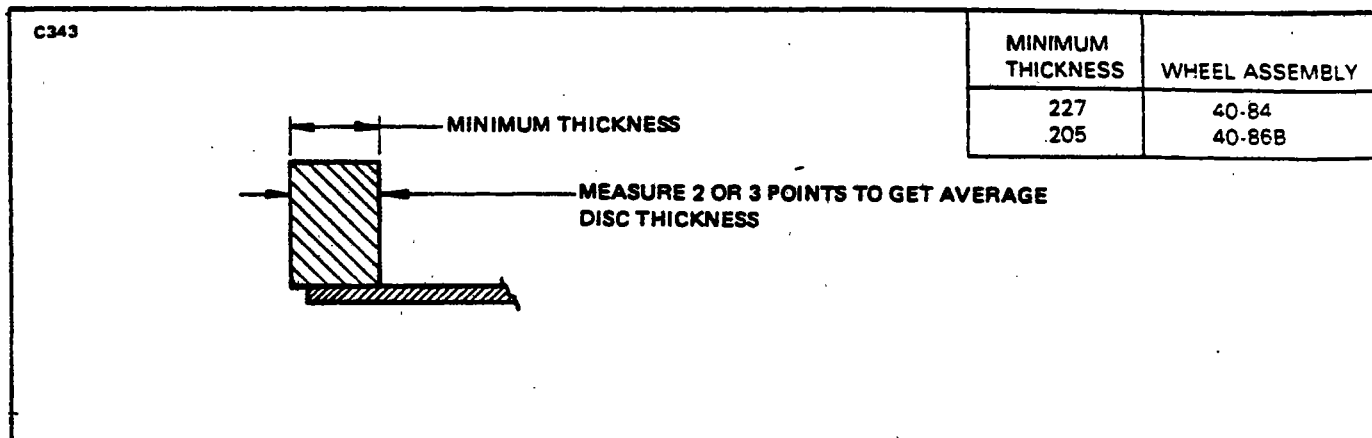 C343
MINIMUM THICKNESS WHEEL ASSEMBLY
.227 40-84
.205 40-86B
MINIMUM THICKNESS
MEASURE 2 OR 3 POINTS TO GET AVERAGE
DISC THICKNESS